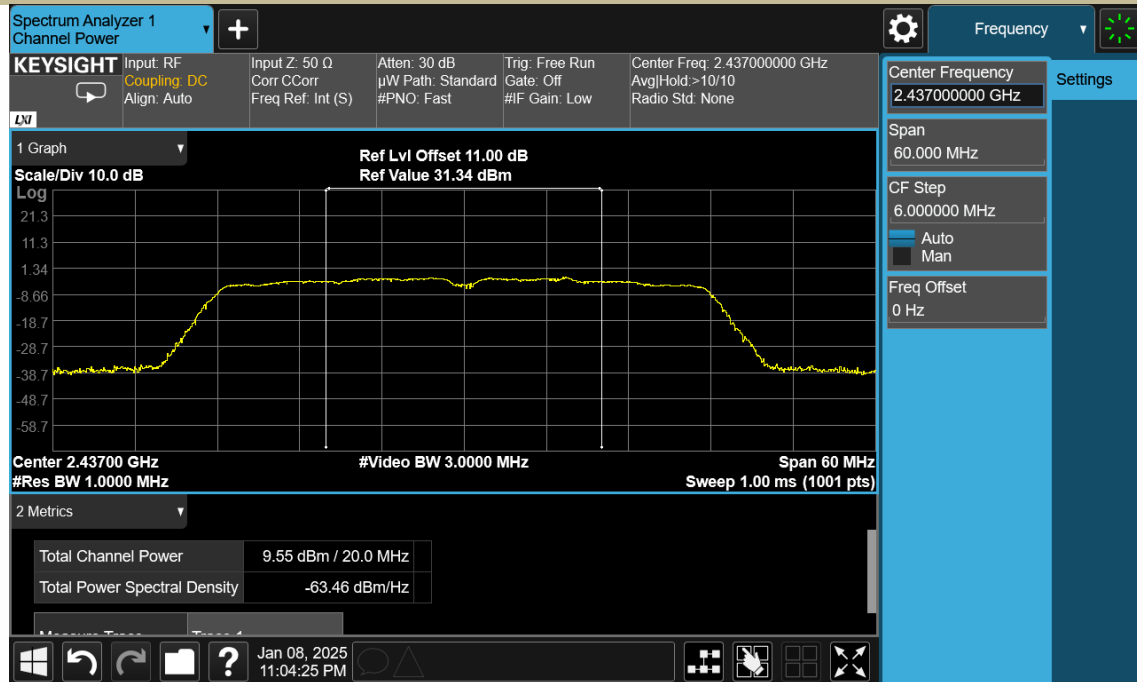 Spectrum Analyzer 1
Channel Power
+
Frequency
KEYSIGHT
LXI
Input: RF
Coupling: DC
Align: Auto
Input Z: 50 Ω
Corr CCorr
Freq Ref: Int (S)
Atten: 30 dB
µW Path: Standard
#PNO: Fast
Trig: Free Run
Gate: Off
#IF Gain: Low
Center Freq: 2.437000000 GHz
Avg|Hold:>10/10
Radio Std: None
Center Frequency
2.437000000 GHz
Settings
Span
60.000 MHz
CF Step
6.000000 MHz
Auto
Man
Freq Offset
0 Hz
1 Graph
Scale/Div 10.0 dB
Ref Lvl Offset 11.00 dB
Ref Value 31.34 dBm
Log
21.3
11.3
1.34
-8.66
-18.7
-28.7
-38.7
-48.7
-58.7
Center 2.43700 GHz
#Video BW 3.0000 MHz
Span 60 MHz
#Res BW 1.0000 MHz
Sweep 1.00 ms (1001 pts)
2 Metrics
Total Channel Power 9.55 dBm / 20.0 MHz
Total Power Spectral Density -63.46 dBm/Hz
Measure Trace Trace 1
?
Jan 08, 2025
11:04:25 PM